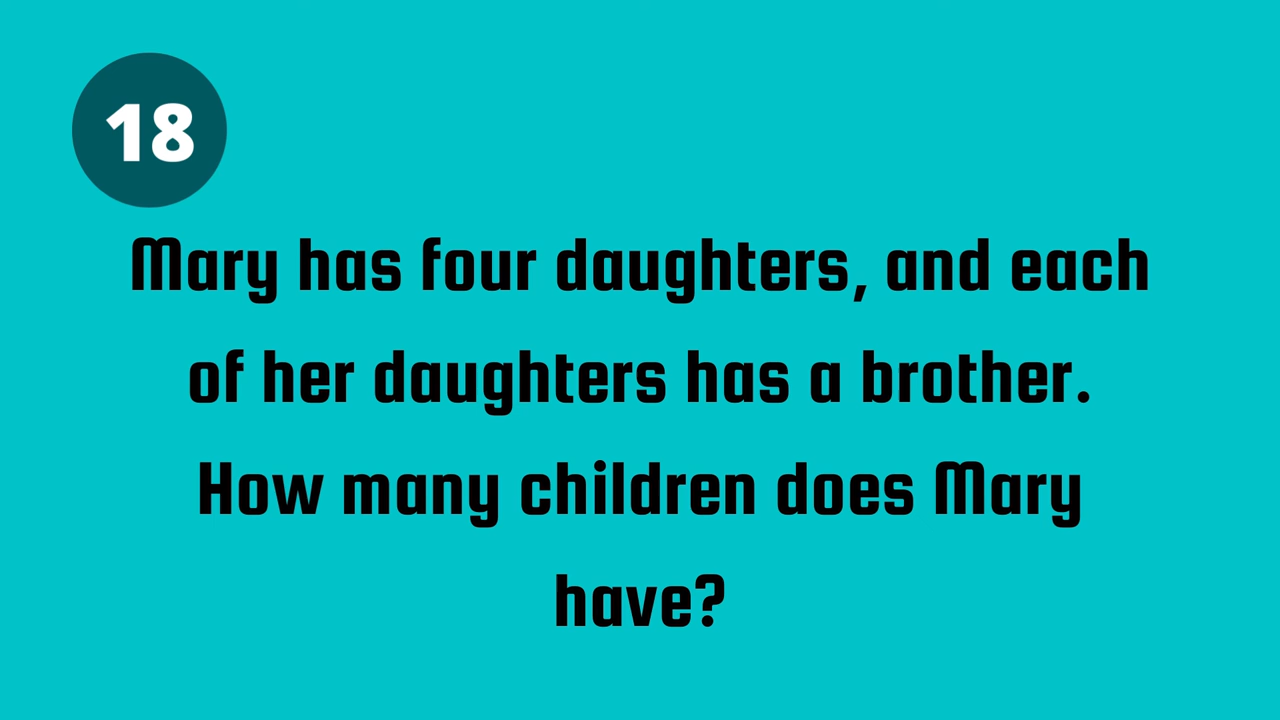 18
Mary has four daughters, and each
of her daughters has a brother.
How many children does Mary
have?